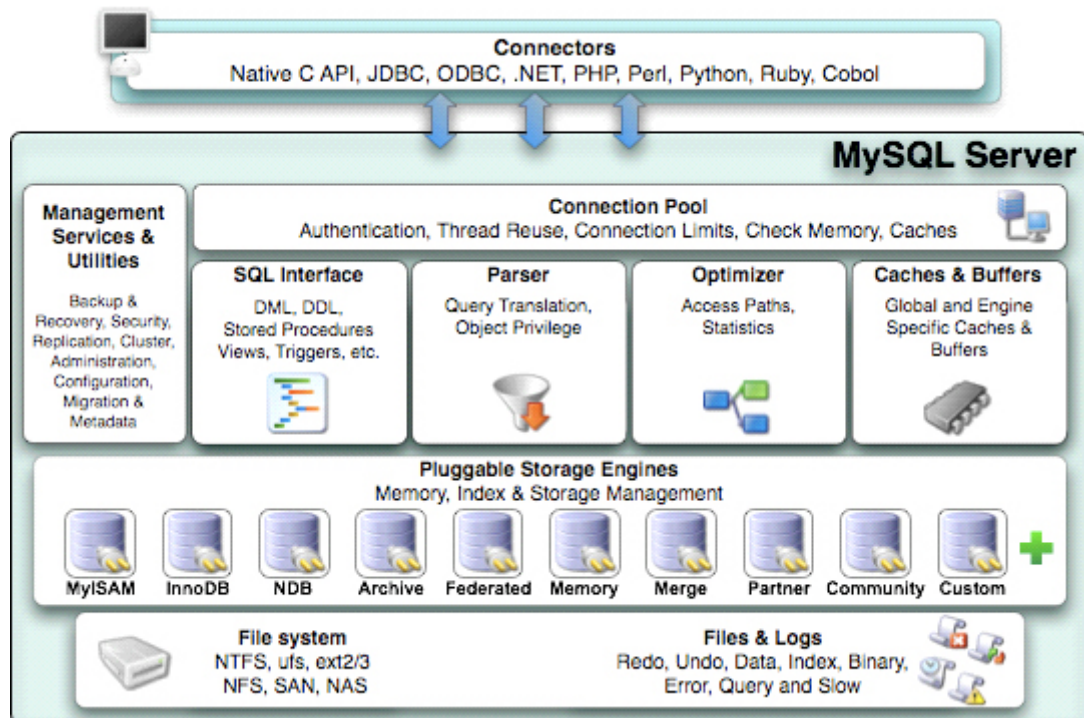 Connectors
Native C API, JDBC, ODBC, .NET, PHP, Perl, Python, Ruby, Cobol
MySQL Server
Management
Services &
Utilities
Backup &
Recovery, Security,
Replication, Cluster,
Administration,
Configuration,
Migration &
Metadata
Connection Pool
Authentication, Thread Reuse, Connection Limits, Check Memory, Caches
SQL Interface
DML, DDL,
Stored Procedures
Views, Triggers, etc.
Parser
Query Translation,
Object Privilege
Optimizer
Access Paths,
Statistics
Caches & Buffers
Global and Engine
Specific Caches &
Buffers
Pluggable Storage Engines
Memory, Index & Storage Management
MyISAM
InnoDB
NDB
Archive
Federated
Memory
Merge
Partner
Community
Custom
File system
NTFS, ufs, ext2/3
NFS, SAN, NAS
Files & Logs
Redo, Undo, Data, Index, Binary,
Error, Query and Slow